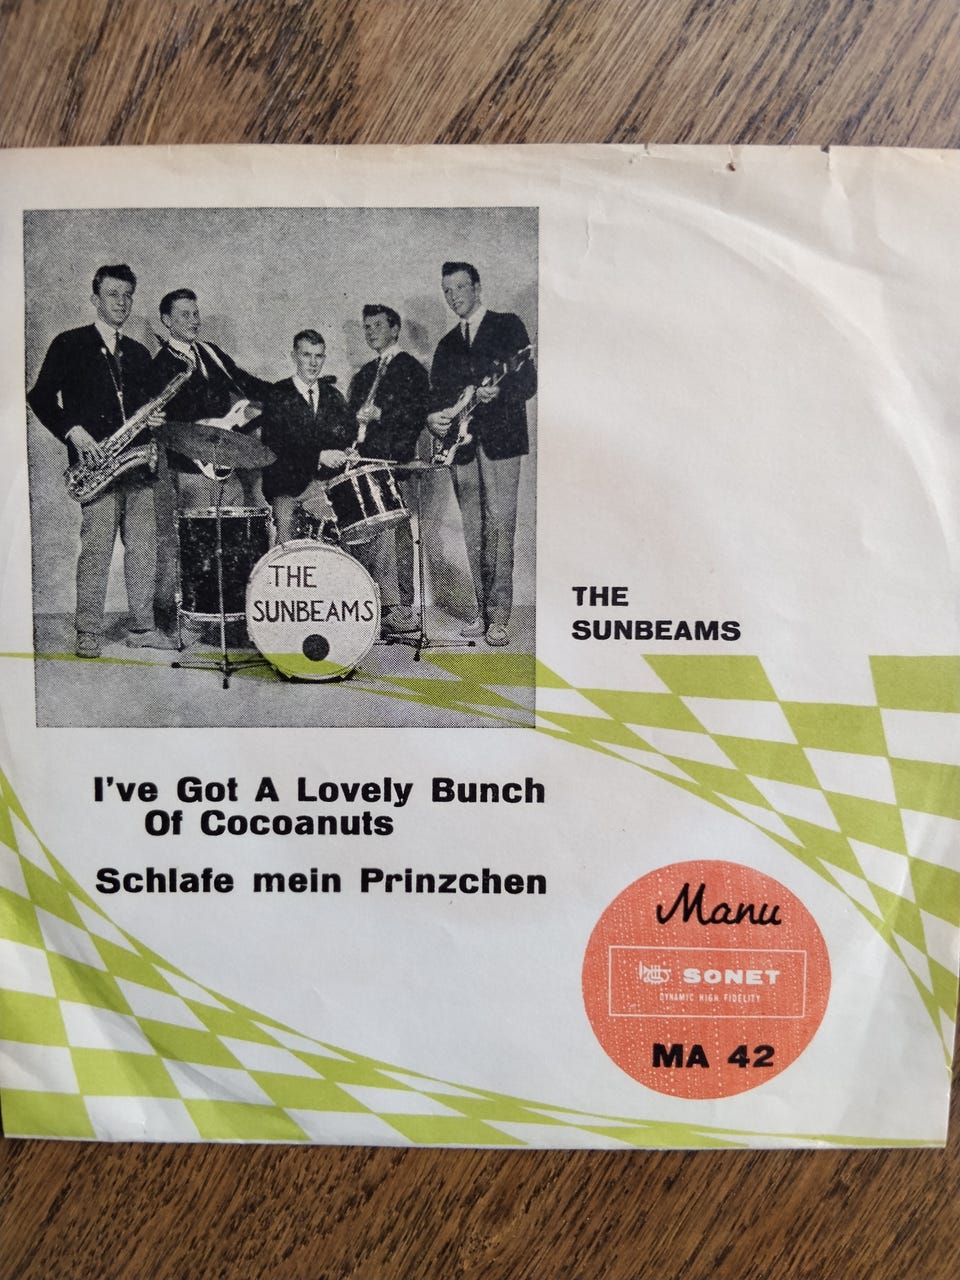 THE
SUNBEAMS
THE
SUNBEAMS
I've Got A Lovely Bunch
Of Cocoanuts
Schlafe mein Prinzchen
Manu
SONET
DYNAMIC HIGH FIDELITY
MA 42